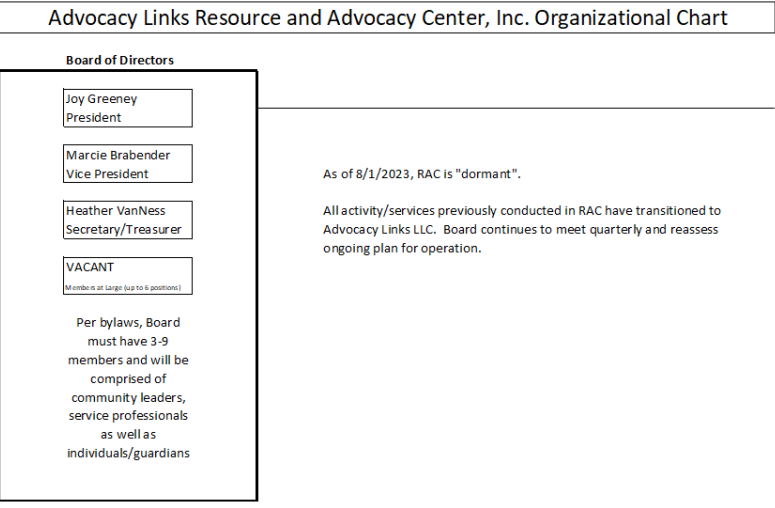 Advocacy Links Resource and Advocacy Center, Inc. Organizational Chart
Board of Directors
Joy Greeney
President
Marcie Brabender
Vice President
Heather VanNess
Secretary/Treasurer
VACANT
Members at Large (up to 6 positions)
Per bylaws, Board
must have 3-9
members and will be
comprised of
community leaders,
service professionals
as well as
individuals/guardians
As of 8/1/2023, RAC is "dormant".
All activity/services previously conducted in RAC have transitioned to
Advocacy Links LLC.  Board continues to meet quarterly and reassess
ongoing plan for operation.